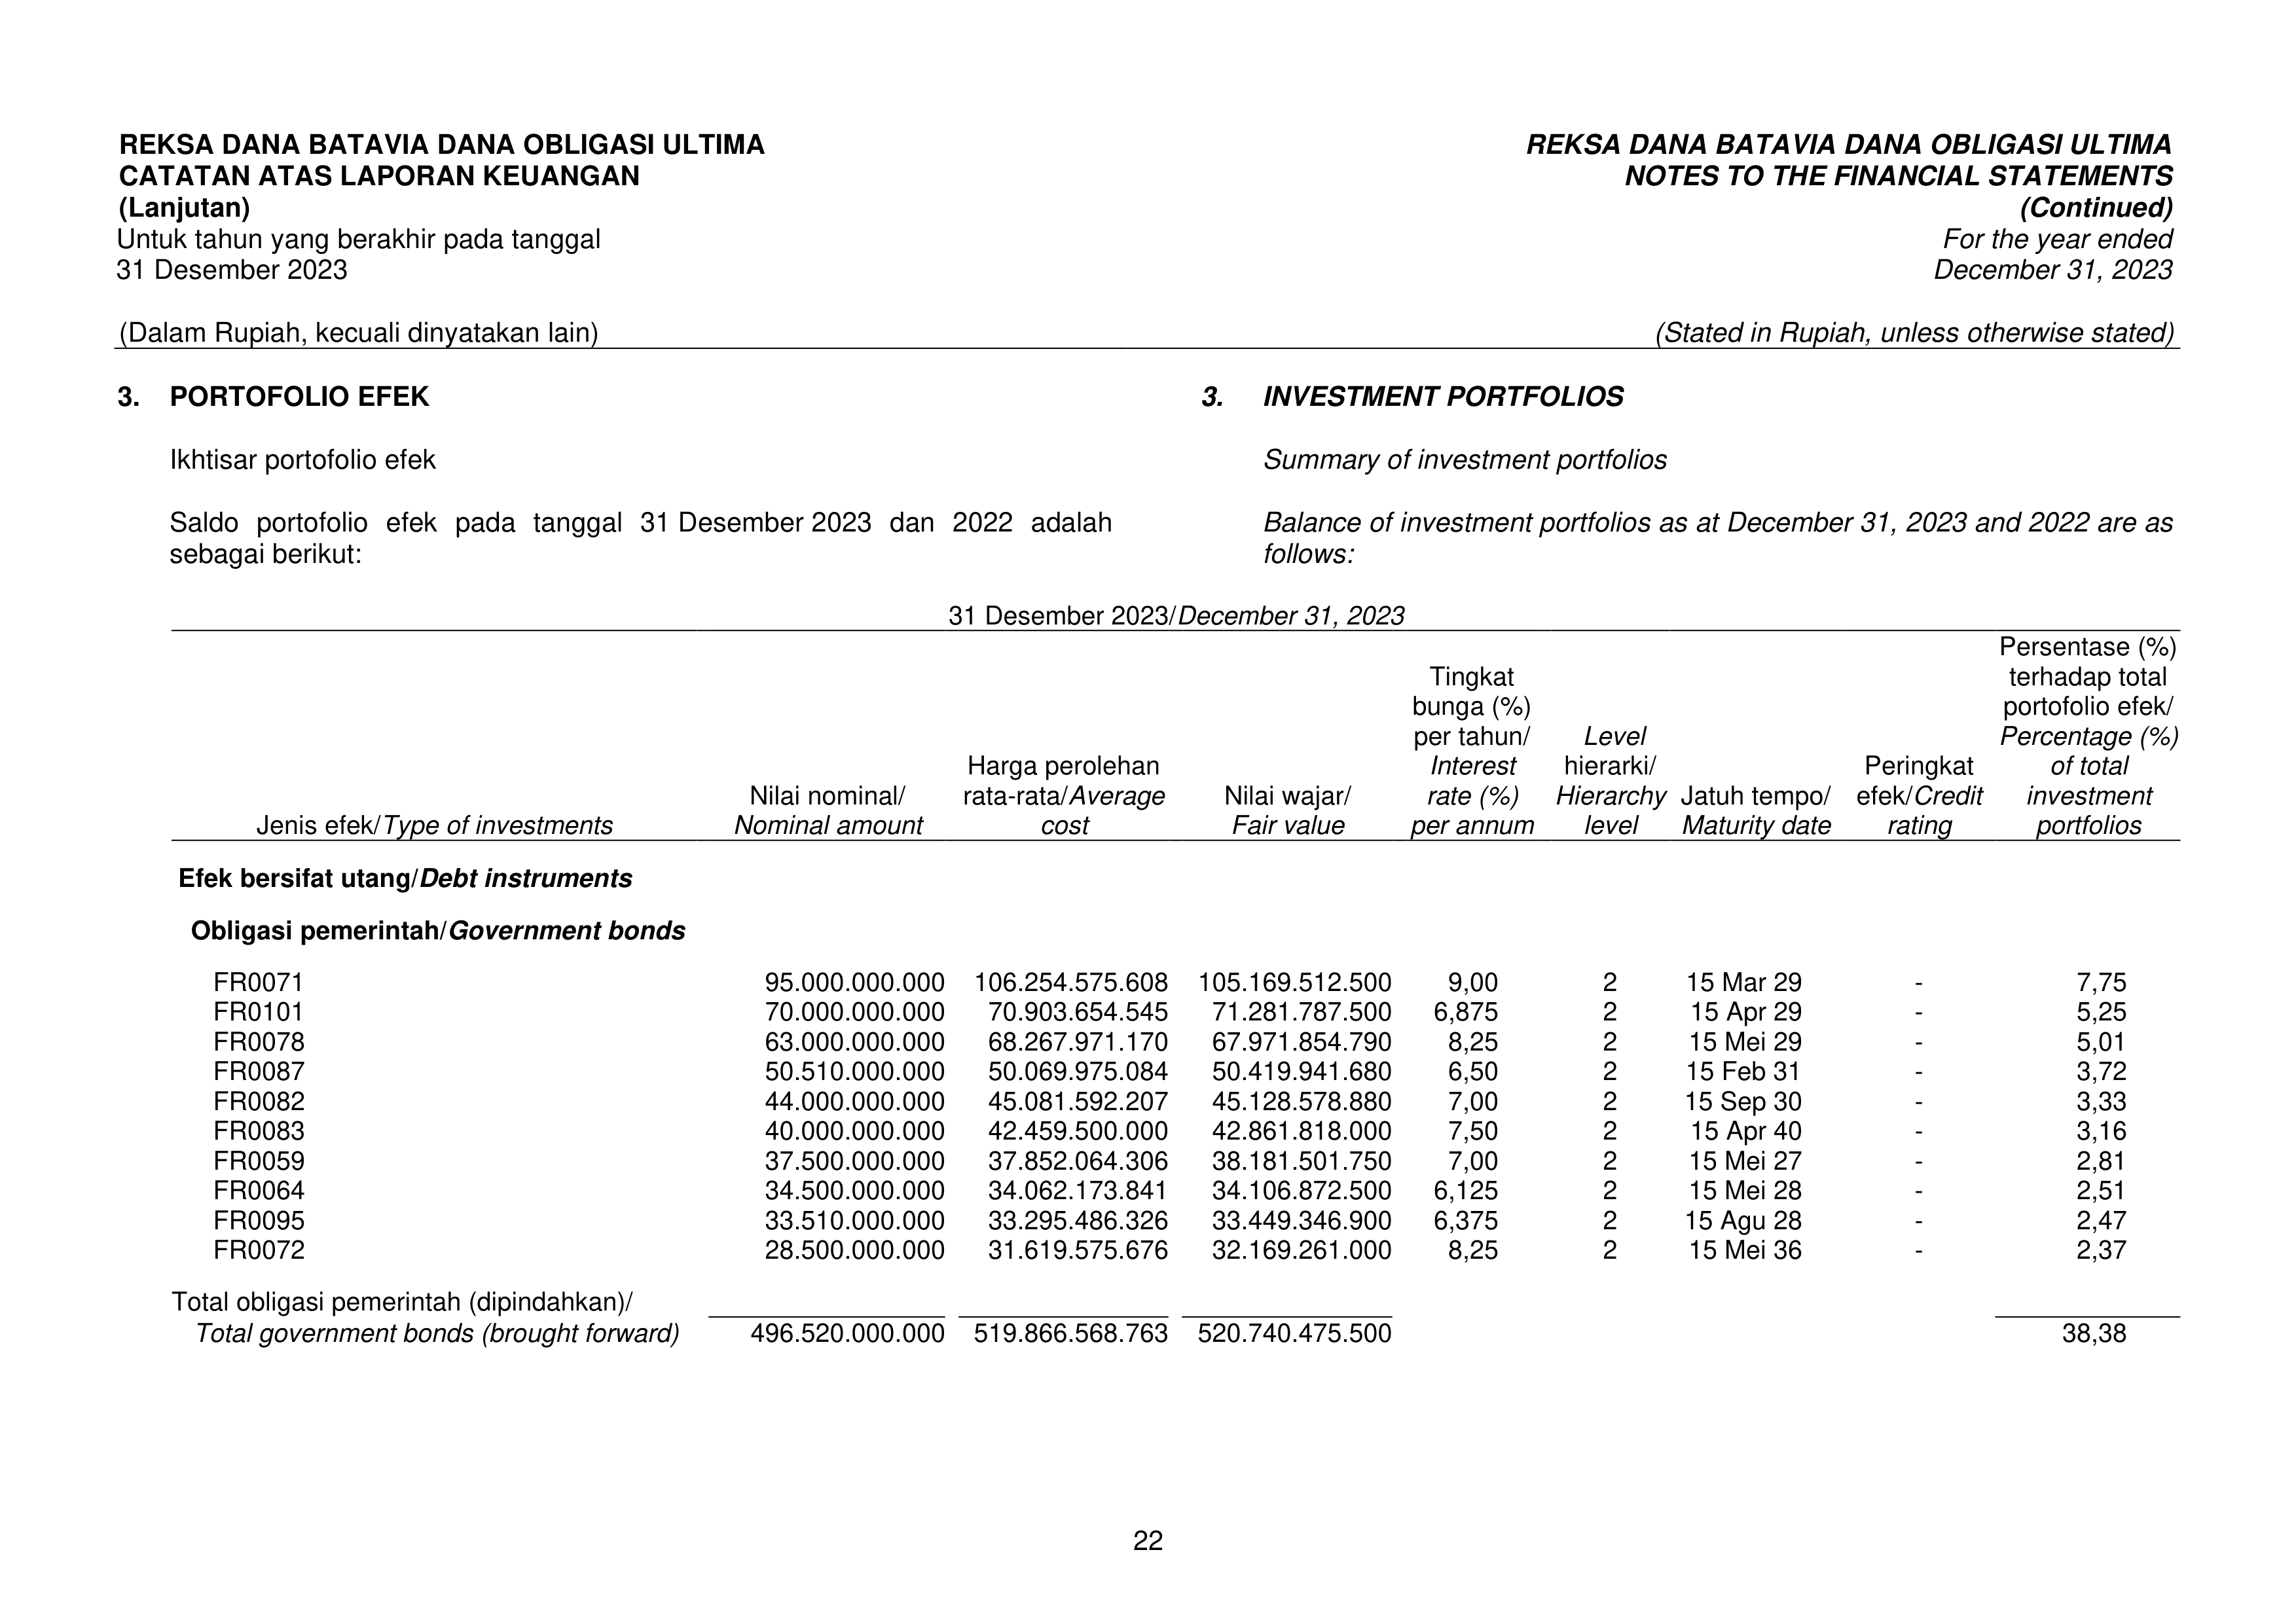 REKSA DANA BATAVIA DANA OBLIGASI ULTIMA
CATATAN ATAS LAPORAN KEUANGAN
(Lanjutan)
Untuk tahun yang berakhir pada tanggal
31 Desember 2023
(Dalam Rupiah, kecuali dinyatakan lain)
REKSA DANA BATAVIA DANA OBLIGASI ULTIMA
NOTES TO THE FINANCIAL STATEMENTS
(Continued)
For the year ended
December 31, 2023
(Stated in Rupiah, unless otherwise stated)
3. PORTOFOLIO EFEK
Ikhtisar portofolio efek
Saldo portofolio efek pada tanggal 31 Desember 2023 dan 2022 adalah
sebagai berikut:
3. INVESTMENT PORTFOLIOS
Summary of investment portfolios
Balance of investment portfolios as at December 31, 2023 and 2022 are as
follows:
31 Desember 2023/December 31, 2023
Jenis efek/Type of investments
Nilai nominal/
Nominal amount
Harga perolehan
rata-rata/Average
cost
Nilai wajar/
Fair value
Tingkat
bunga (%)
per tahun/
Interest
rate (%)
per annum
Level
hierarki/
Hierarchy
level
Jatuh tempo/
Maturity date
Peringkat
efek/Credit
rating
Persentase (%)
terhadap total
portofolio efek/
Percentage (%)
of total
investment
portfolios
Efek bersifat utang/Debt instruments
Obligasi pemerintah/Government bonds
FR0071 95.000.000.000 106.254.575.608 105.169.512.500 9,00 2 15 Mar 29 - 7,75
FR0101 70.000.000.000 70.903.654.545 71.281.787.500 6,875 2 15 Apr 29 - 5,25
FR0078 63.000.000.000 68.267.971.170 67.971.854.790 8,25 2 15 Mei 29 - 5,01
FR0087 50.510.000.000 50.069.975.084 50.419.941.680 6,50 2 15 Feb 31 - 3,72
FR0082 44.000.000.000 45.081.592.207 45.128.578.880 7,00 2 15 Sep 30 - 3,33
FR0083 40.000.000.000 42.459.500.000 42.861.818.000 7,50 2 15 Apr 40 - 3,16
FR0059 37.500.000.000 37.852.064.306 38.181.501.750 7,00 2 15 Mei 27 - 2,81
FR0064 34.500.000.000 34.062.173.841 34.106.872.500 6,125 2 15 Mei 28 - 2,51
FR0095 33.510.000.000 33.295.486.326 33.449.346.900 6,375 2 15 Agu 28 - 2,47
FR0072 28.500.000.000 31.619.575.676 32.169.261.000 8,25 2 15 Mei 36 - 2,37
Total obligasi pemerintah (dipindahkan)/
Total government bonds (brought forward) 496.520.000.000 519.866.568.763 520.740.475.500 38,38
22